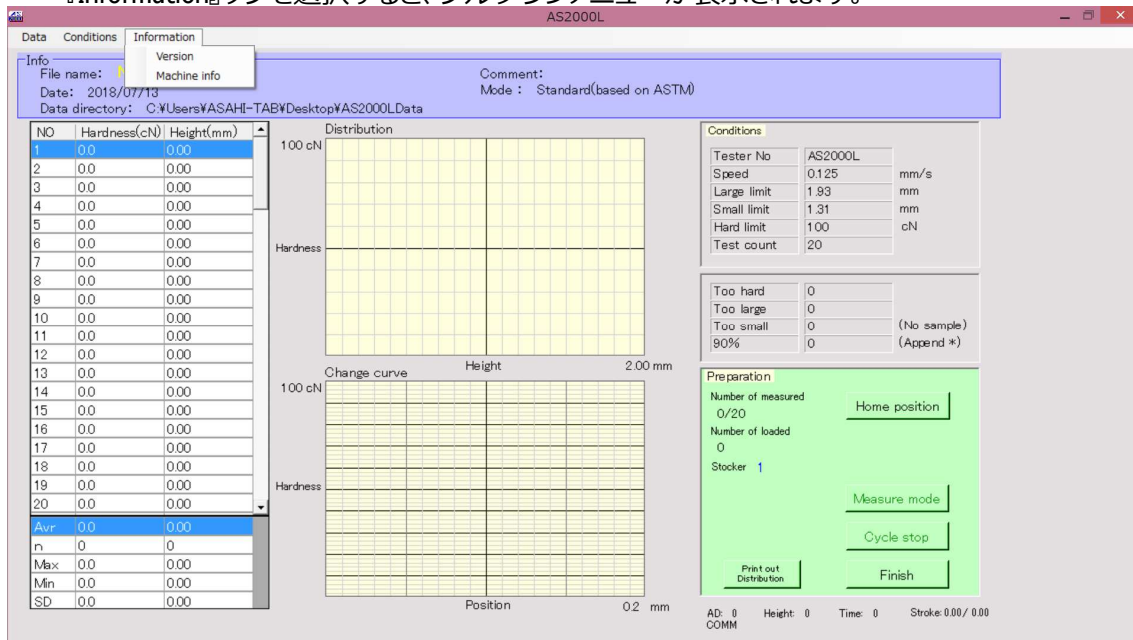 『Information』タブを選択すると、プルダウンメニューが表示されます。
AS2000L
Data Conditions Information
Version
Machine info
Info
File name:
Date: 2018/07/13
Data directory: C:¥Users¥ASAHI-TAB¥Desktop¥AS2000LData
Comment:
Mode : Standard(based on ASTM)
NO Hardness(cN) Height(mm)
1 0.0 0.00
2 0.0 0.00
3 0.0 0.00
4 0.0 0.00
5 0.0 0.00
6 0.0 0.00
7 0.0 0.00
8 0.0 0.00
9 0.0 0.00
10 0.0 0.00
11 0.0 0.00
12 0.0 0.00
13 0.0 0.00
14 0.0 0.00
15 0.0 0.00
16 0.0 0.00
17 0.0 0.00
18 0.0 0.00
19 0.0 0.00
20 0.0 0.00
Avr 0.0 0.00
n 0 0
Max 0.0 0.00
Min 0.0 0.00
SD 0.0 0.00
Distribution
100 cN
Hardness
Height 2.00 mm
Change curve
100 cN
Hardness
Position 0.2 mm
Conditions
Tester No AS2000L
Speed 0.125 mm/s
Large limit 1.93 mm
Small limit 1.31 mm
Hard limit 100 cN
Test count 20
Too hard 0
Too large 0
Too small 0 (No sample)
90% 0 (Append *)
Preparation
Number of measured
0/20
Home position
Number of loaded
0
Stocker 1
Measure mode
Cycle stop
Print out
Distribution
Finish
AD: 0 Height: 0 Time: 0 Stroke: 0.00/ 0.00
COMM